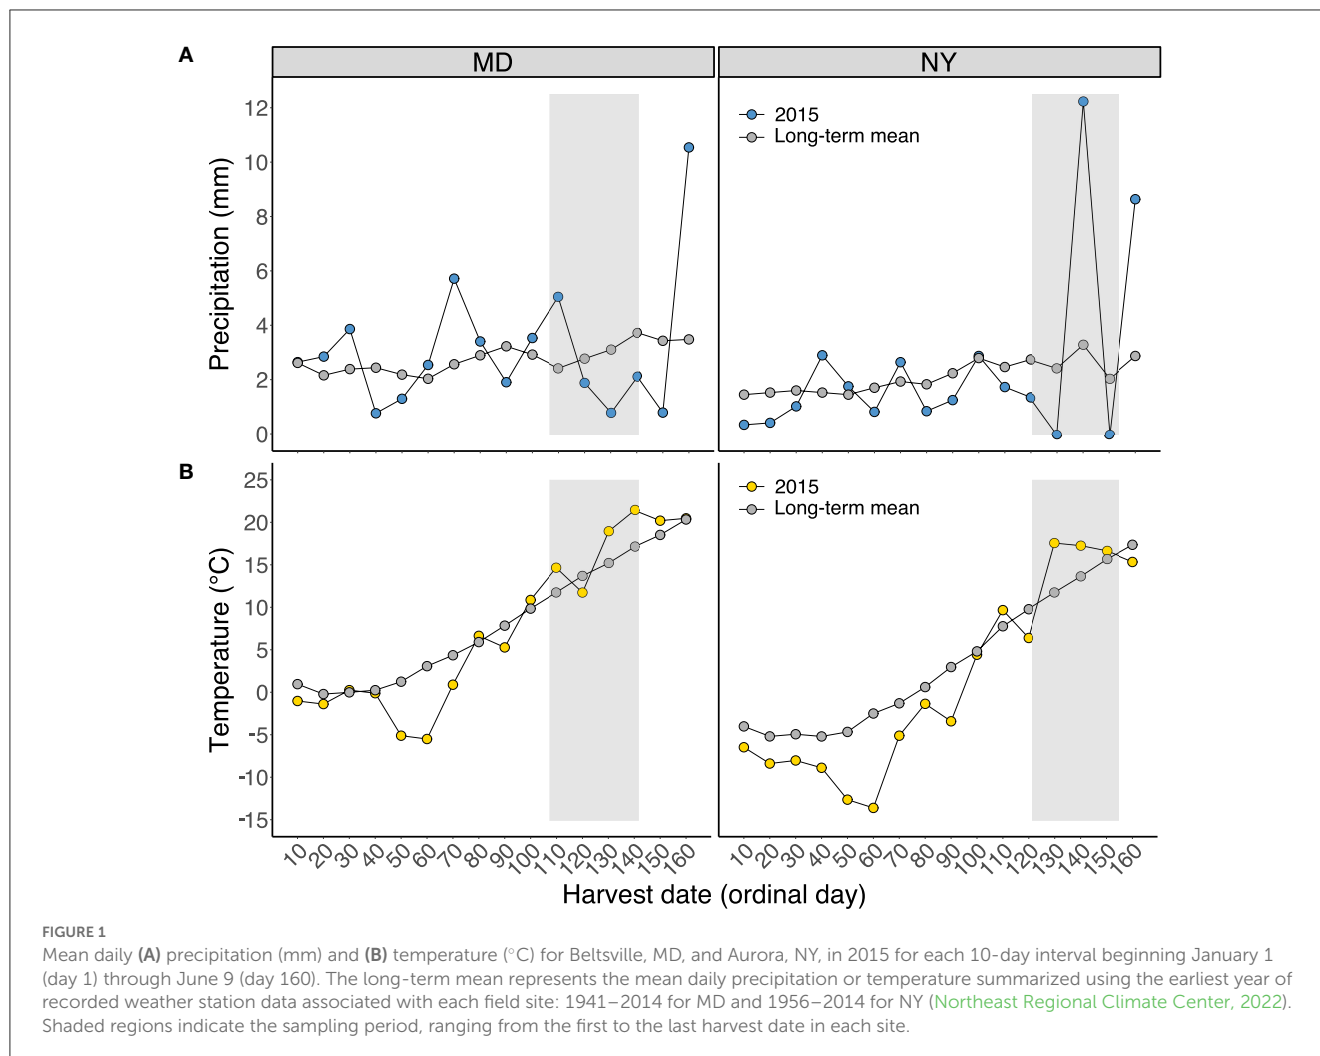 A
MD
NY
Precipitation (mm)
12
10
8
6
4
2
0
2015
Long-term mean
B
Temperature (°C)
25
20
15
10
5
0
-5
-10
-15
2015
Long-term mean
10 20 30 40 50 60 70 80 90 100 110 120 130 140 150 160
10 20 30 40 50 60 70 80 90 100 110 120 130 140 150 160
Harvest date (ordinal day)
FIGURE 1
Mean daily (A) precipitation (mm) and (B) temperature (°C) for Beltsville, MD, and Aurora, NY, in 2015 for each 10-day interval beginning January 1
(day 1) through June 9 (day 160). The long-term mean represents the mean daily precipitation or temperature summarized using the earliest year of
recorded weather station data associated with each field site: 1941–2014 for MD and 1956–2014 for NY (Northeast Regional Climate Center, 2022).
Shaded regions indicate the sampling period, ranging from the first to the last harvest date in each site.